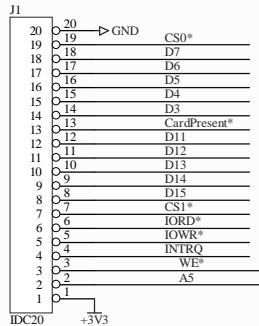 J1
20 20 GND
19 19 CS0*
18 18 D7
17 17 D6
16 16 D5
15 15 D4
14 14 D3
13 13 CardPresent*
12 12 D11
11 11 D12
10 10 D13
9 9 D14
8 8 D15
7 7 CS1*
6 6 IORD*
5 5 IOWR*
4 4 INTRQ
3 3 WE*
2 2 A5
1 1
IDC20 +3V3